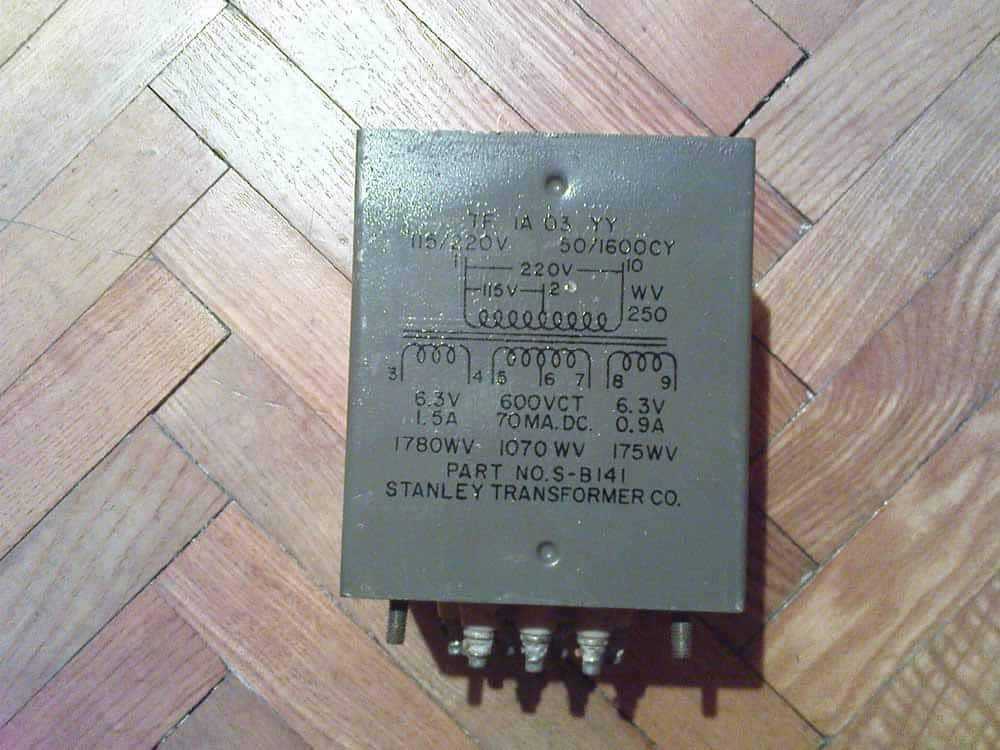 TF 1A 03 YY
115/220V 50/1600CY
1 220V 10
115V 2 WV
250
3 4 5 6 7 8 9
6.3V 600VCT 6.3V
1.5A 70MA.DC. 0.9A
1780WV 1070 WV 175WV
PART NO. S-B141
STANLEY TRANSFORMER CO.